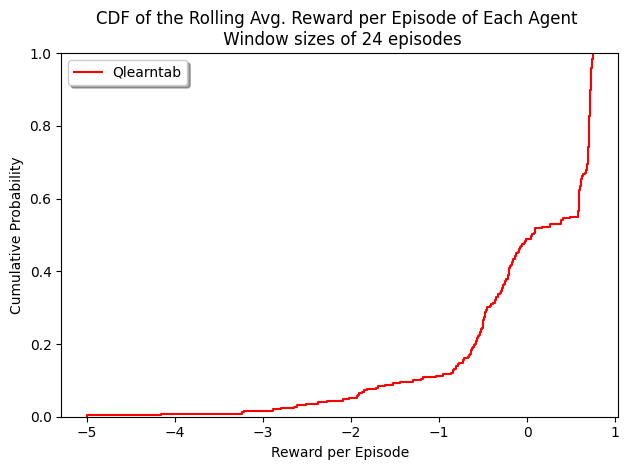 CDF of the Rolling Avg. Reward per Episode of Each Agent
Window sizes of 24 episodes
Qlearntab
Cumulative Probability
1.0
0.8
0.6
0.4
0.2
0.0
−5 −4 −3 −2 −1 0 1
Reward per Episode